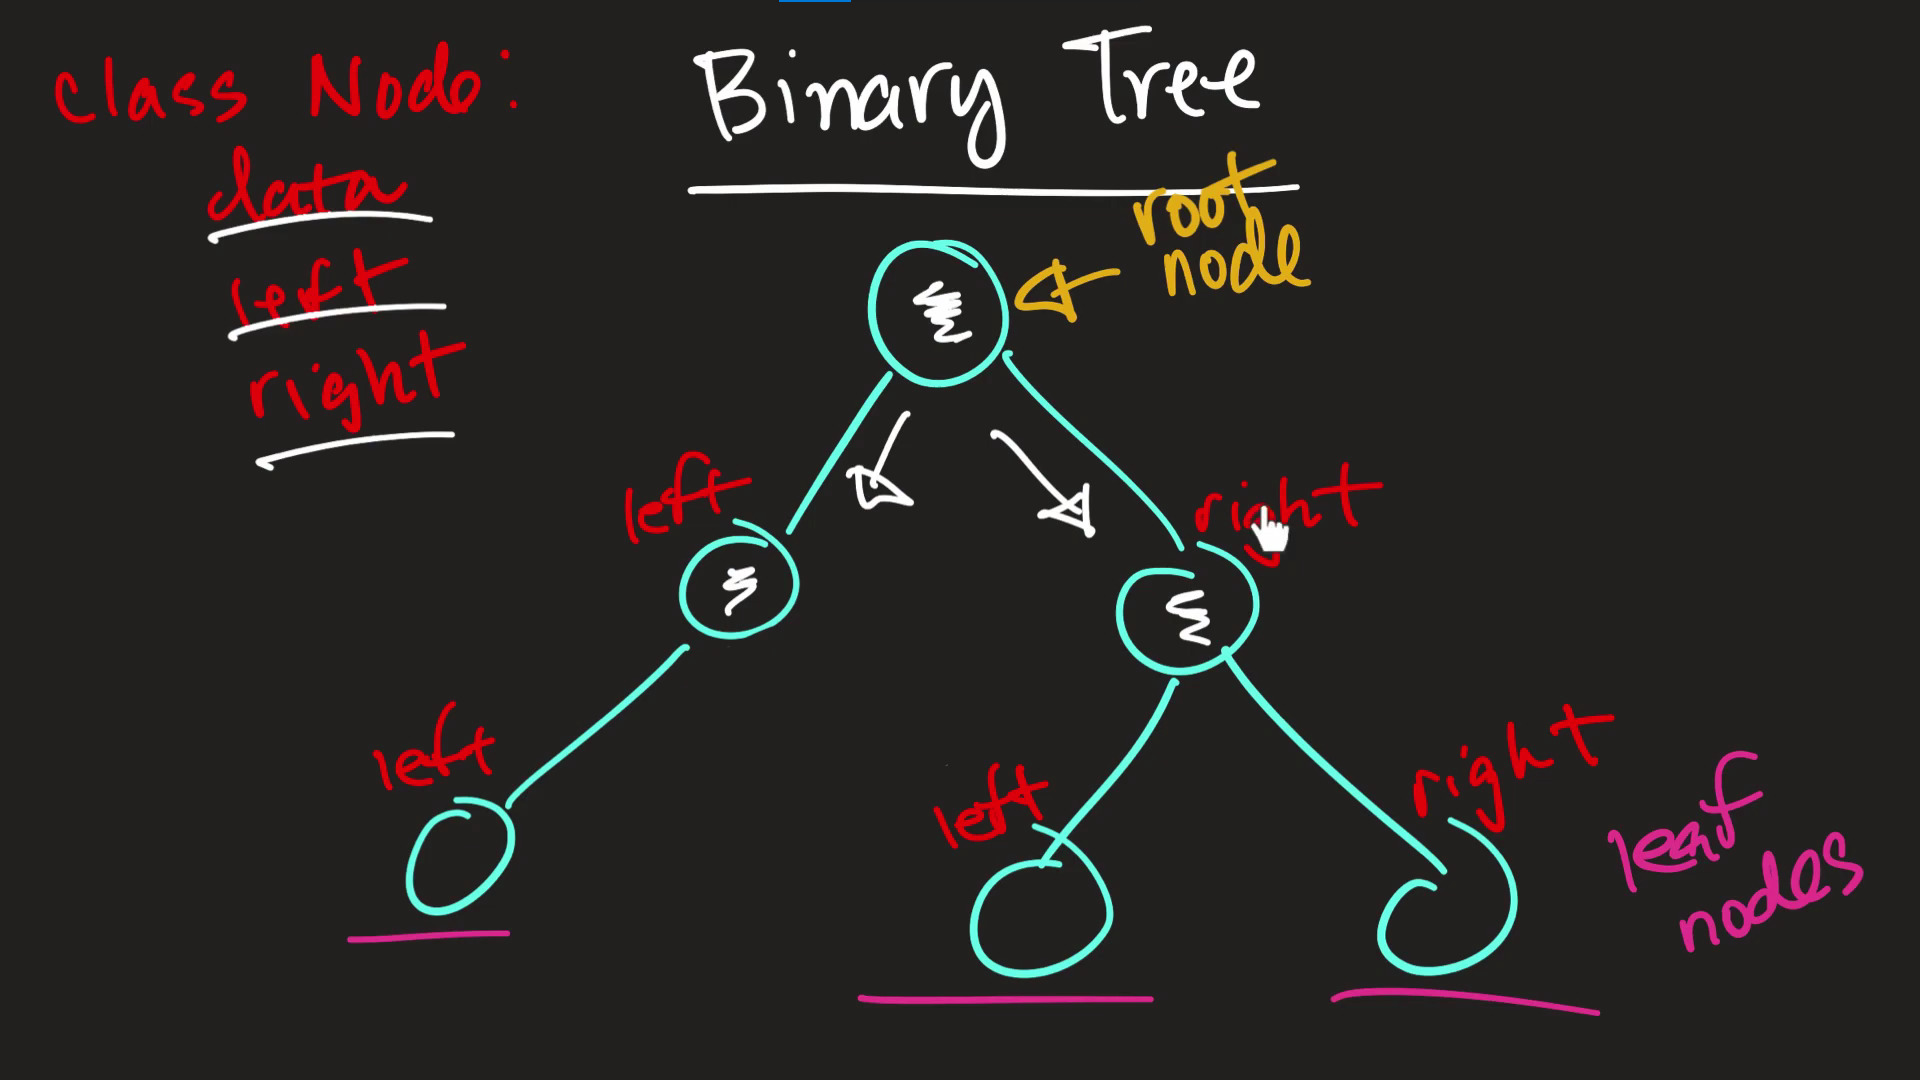 Class Node:
data
left
right
Binary Tree
root
node
left
right
left
left
right
leaf
nodes